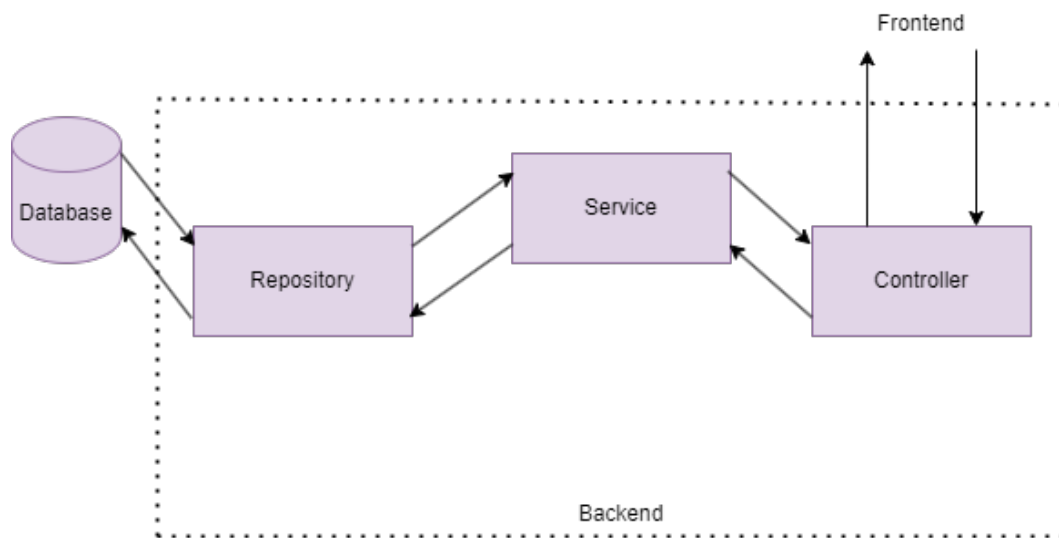 Frontend
Database
Service
Repository
Controller
Backend